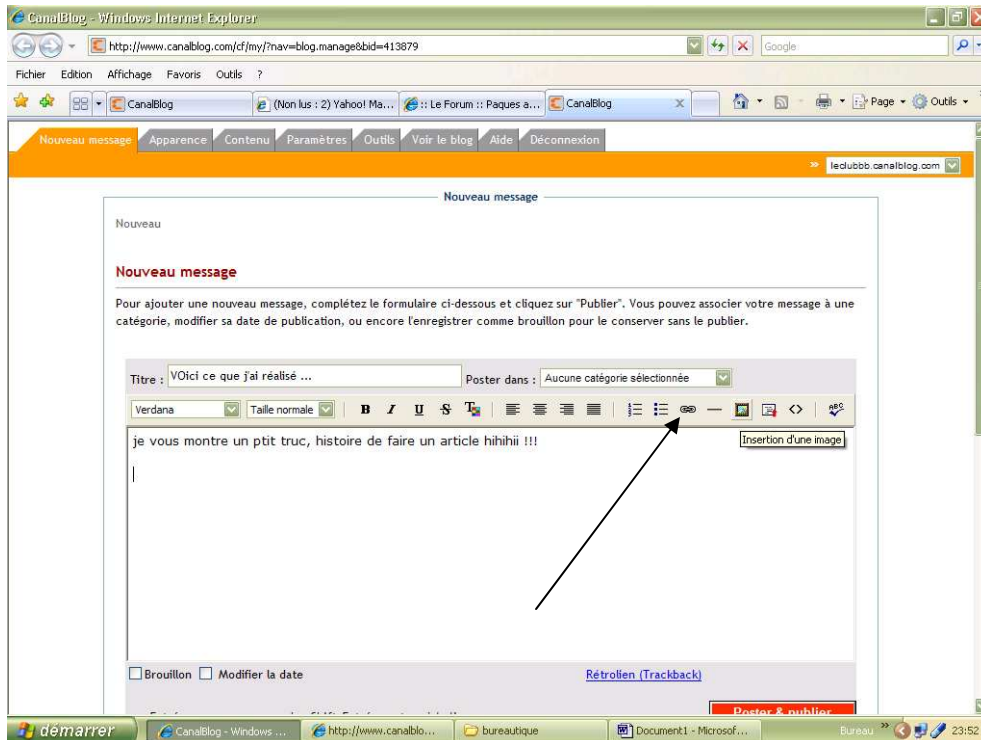 CanalBlog - Windows Internet Explorer
http://www.canalblog.com/cf/my/?nav=blog.manage&bid=413879
Google
Fichier Edition Affichage Favoris Outils ?
CanalBlog (Non lus : 2) Yahoo! Ma... :: Le Forum :: Paques a... CanalBlog Page Outils
Nouveau message Apparence Contenu Paramètres Outils Voir le blog Aide Déconnexion
» leclubbb.canalblog.com
Nouveau message
Nouveau
Nouveau message
Pour ajouter une nouveau message, complétez le formulaire ci-dessous et cliquez sur "Publier". Vous pouvez associer votre message à une
catégorie, modifier sa date de publication, ou encore l'enregistrer comme brouillon pour le conserver sans le publier.
Titre : VOici ce que j'ai réalisé ... Poster dans : Aucune catégorie sélectionnée
Verdana Taille normale B I U S T ABC
je vous montre un ptit truc, histoire de faire un article hihihii !!!
Insertion d'une image
Brouillon Modifier la date Rétrolien (Trackback)
Poster & publier
démarrer CanalBlog - Windows ... http://www.canalblo... bureautique Document1 - Microsof... Bureau » 23:52